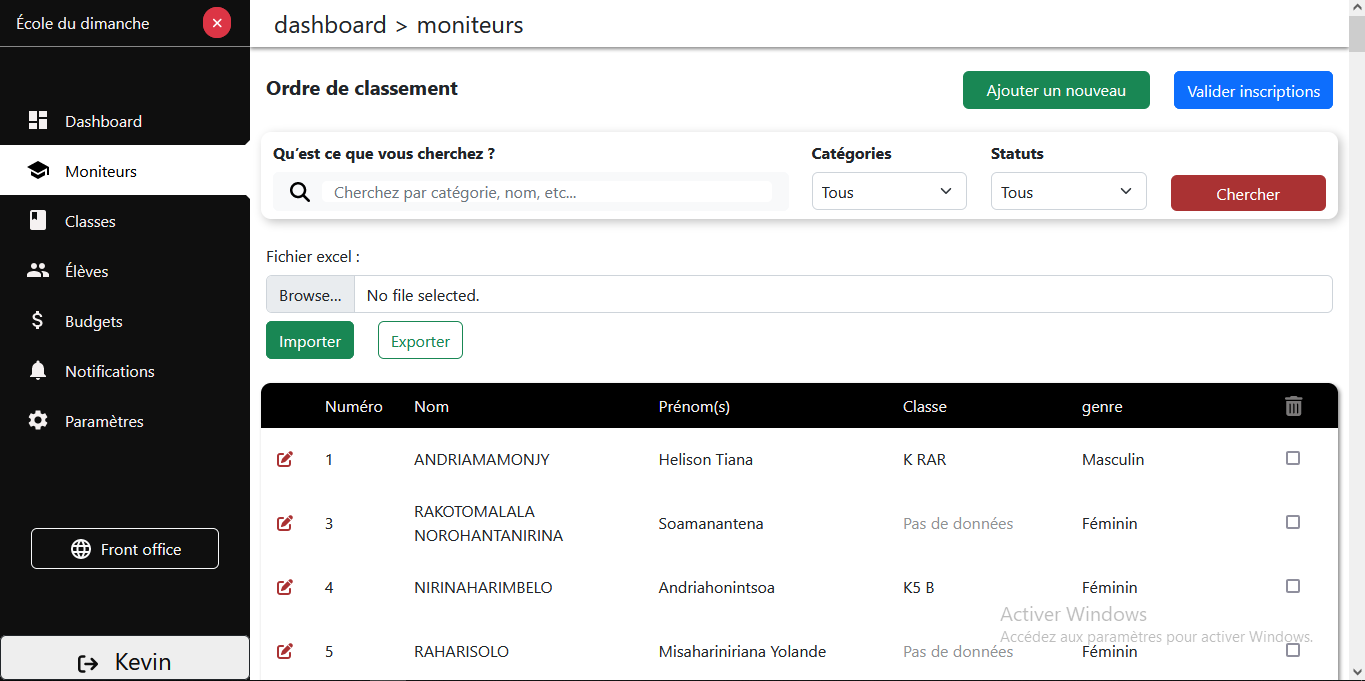 École du dimanche
dashboard > moniteurs
Ordre de classement
Ajouter un nouveau
Valider inscriptions
Dashboard
Moniteurs
Classes
Élèves
Budgets
Notifications
Paramètres
Front office
Kevin
Qu’est ce que vous cherchez ?
Catégories
Statuts
Cherchez par catégorie, nom, etc...
Tous
Tous
Chercher
Fichier excel :
Browse... No file selected.
Importer
Exporter
Numéro Nom Prénom(s) Classe genre
1 ANDRIAMAMONJY Helison Tiana K RAR Masculin
3 RAKOTOMALALA
NOROHANTANIRINA Soamanantena Pas de données Féminin
4 NIRINAHARIMBELO Andriahonintsoa K5 B Féminin
5 RAHARISOLO Misahariniriana Yolande Pas de données Féminin
Activer Windows
Accédez aux paramètres pour activer Windows.